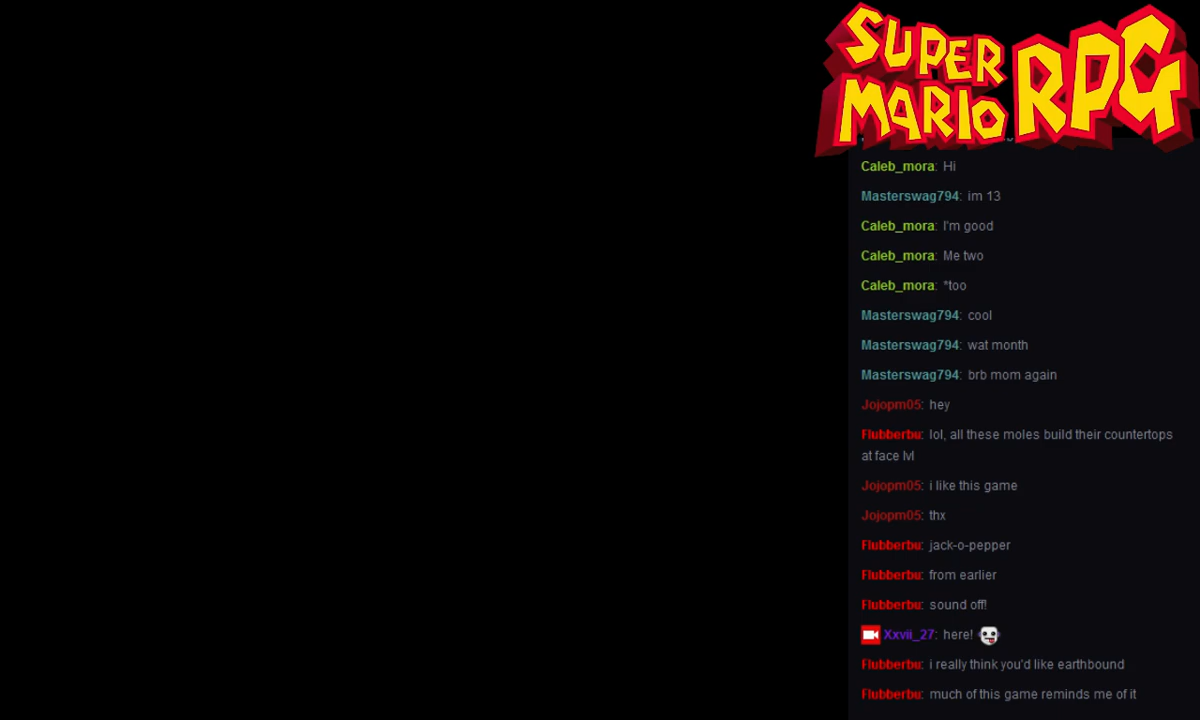 SUPER
MARIO RPG
Caleb_mora: Hi
Masterswag794: im 13
Caleb_mora: I'm good
Caleb_mora: Me two
Caleb_mora: *too
Masterswag794: cool
Masterswag794: wat month
Masterswag794: brb mom again
Jojopm05: hey
Flubberbu: lol, all these moles build their countertops
at face lvl
Jojopm05: i like this game
Jojopm05: thx
Flubberbu: jack-o-pepper
Flubberbu: from earlier
Flubberbu: sound off!
Xxvii_27: here!
Flubberbu: i really think you'd like earthbound
Flubberbu: much of this game reminds me of it